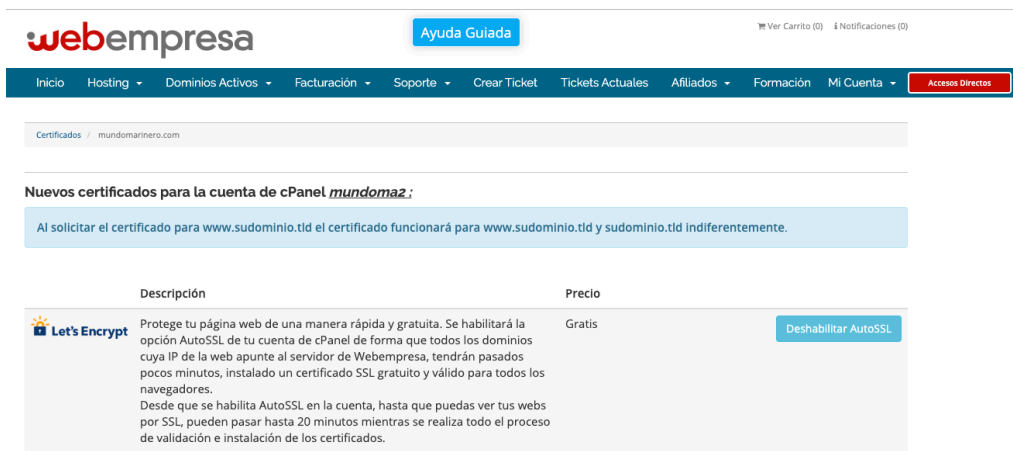 webempresa
Ayuda Guiada
Ver Carrito (0) Notificaciones (0)
Inicio Hosting Dominios Activos Facturación Soporte Crear Ticket Tickets Actuales Afiliados Formación Mi Cuenta Accesos Directos
Certificados / mundomarinero.com
Nuevos certificados para la cuenta de cPanel mundoma2 :
Al solicitar el certificado para www.sudominio.tld el certificado funcionará para www.sudominio.tld y sudominio.tld indiferentemente.
Descripción Precio
Let's Encrypt Protege tu página web de una manera rápida y gratuita. Se habilitará la Gratis Deshabilitar AutoSSL
opción AutoSSL de tu cuenta de cPanel de forma que todos los dominios
cuya IP de la web apunte al servidor de Webempresa, tendrán pasados
pocos minutos, instalado un certificado SSL gratuito y válido para todos los
navegadores.
Desde que se habilita AutoSSL en la cuenta, hasta que puedas ver tus webs
por SSL, pueden pasar hasta 20 minutos mientras se realiza todo el proceso
de validación e instalación de los certificados.